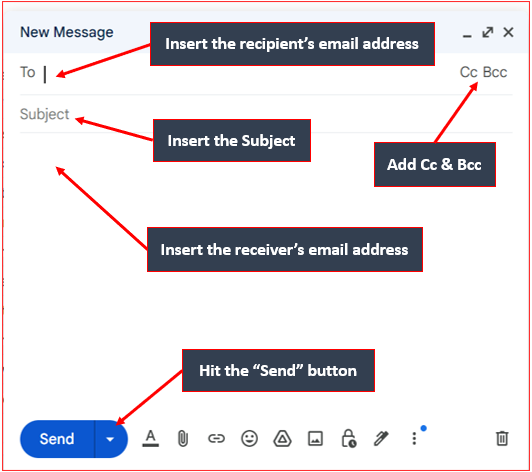 New Message
Insert the recipient’s email address
To
Cc Bcc
Subject
Insert the Subject
Add Cc & Bcc
Insert the receiver’s email address
Hit the “Send” button
Send